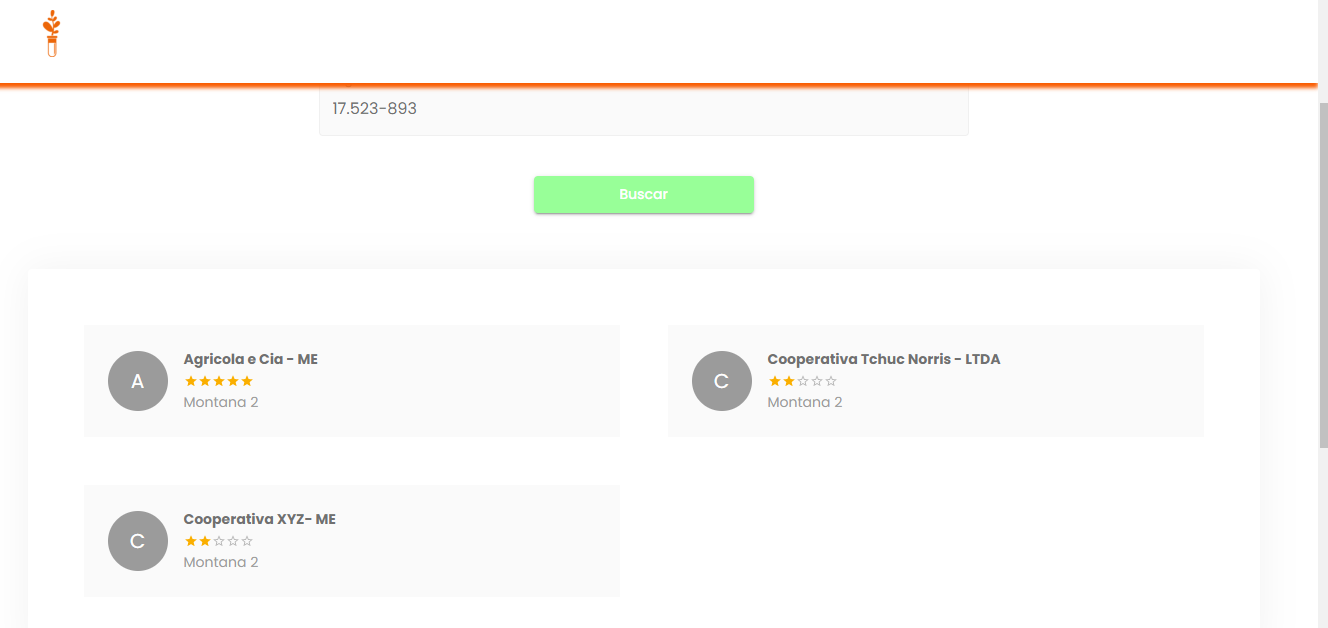 17.523-893
Buscar
A
Agricola e Cia - ME
Montana 2
C
Cooperativa Tchuc Norris - LTDA
Montana 2
C
Cooperativa XYZ- ME
Montana 2